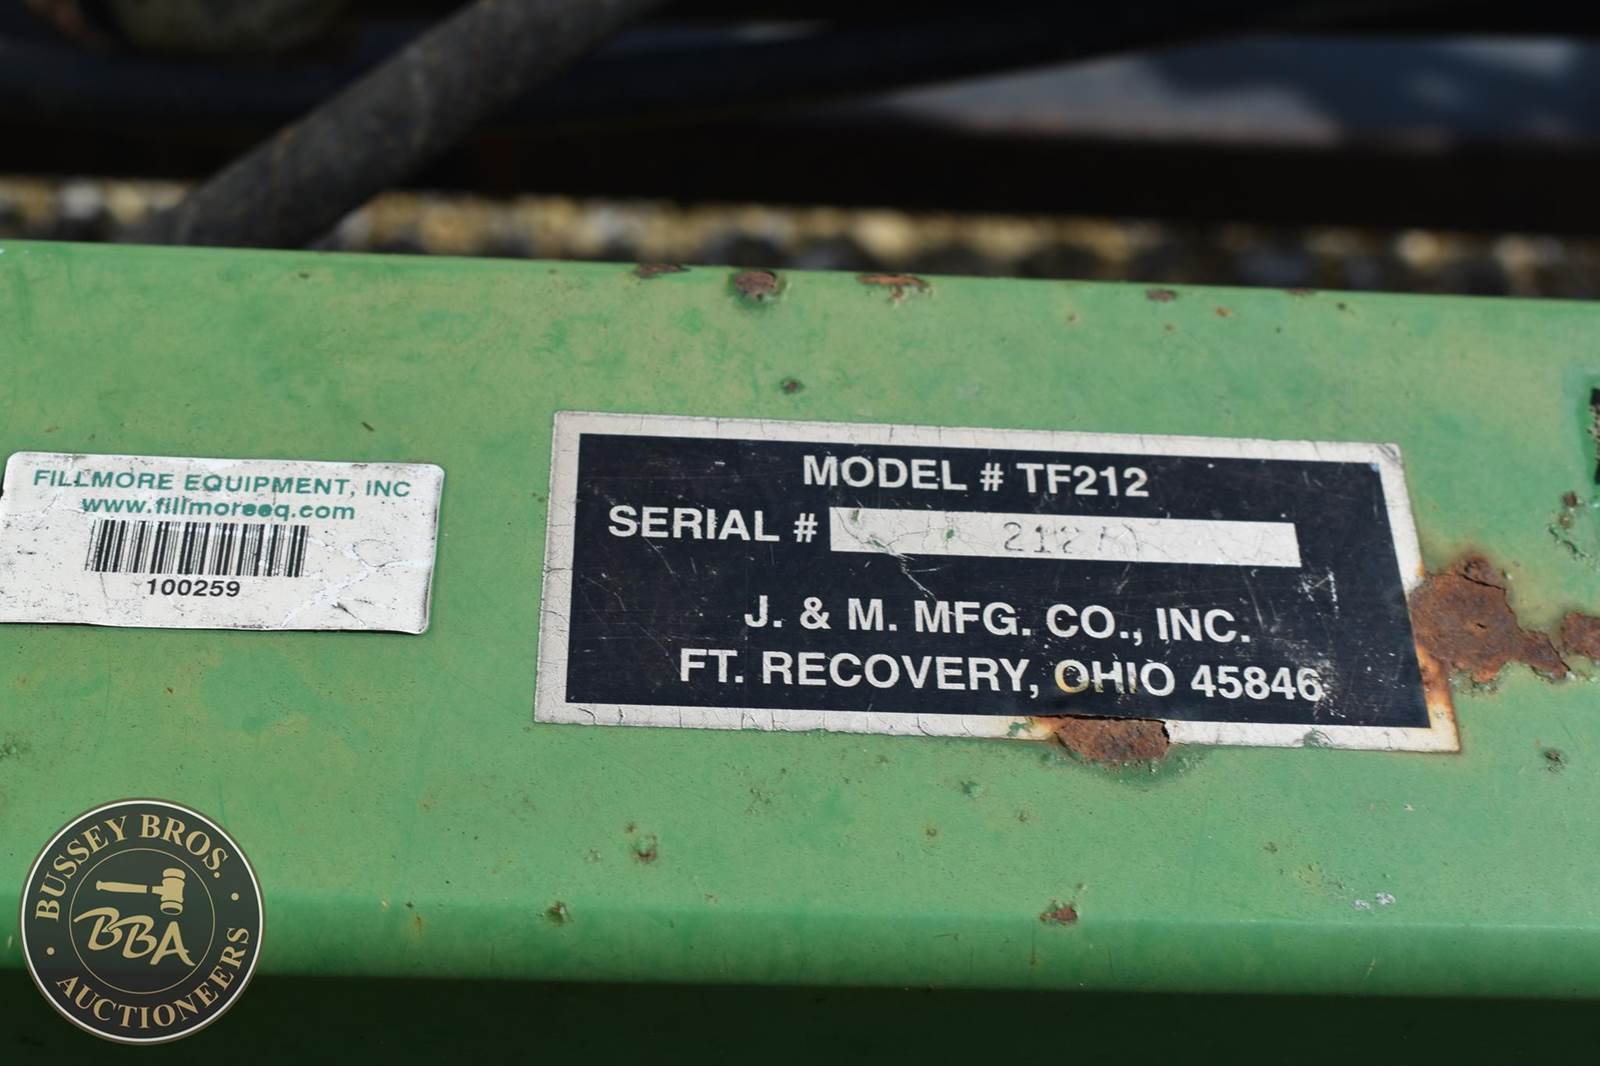 FILLMORE EQUIPMENT, INC
www.fillmoreeq.com
100259
MODEL # TF212
SERIAL #
J. & M. MFG. CO., INC.
FT. RECOVERY, OHIO 45846
BUSSEY BROS.
BBA
AUCTIONEERS